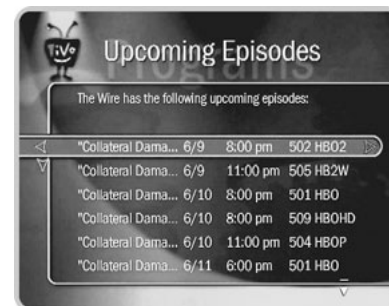 TiVo
Upcoming Episodes
Programs
The Wire has the following upcoming episodes:
"Collateral Dama... 6/9 8:00 pm 502 HBO2
"Collateral Dama... 6/9 11:00 pm 505 HB2W
"Collateral Dama... 6/10 8:00 pm 501 HBO
"Collateral Dama... 6/10 8:00 pm 509 HBOHD
"Collateral Dama... 6/10 11:00 pm 504 HBOP
"Collateral Dama... 6/11 6:00 pm 501 HBO